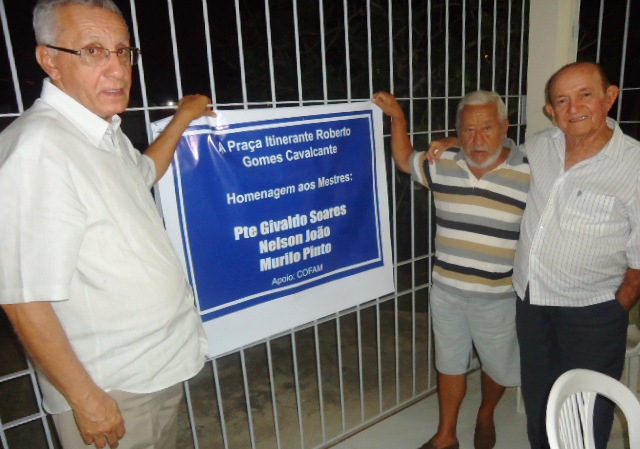 A Praça Itinerante Roberto
Gomes Cavalcante
Homenagem aos Mestres:
Pte Givaldo Soares
Nelson João
Murilo Pinto
Apoio: COFAM